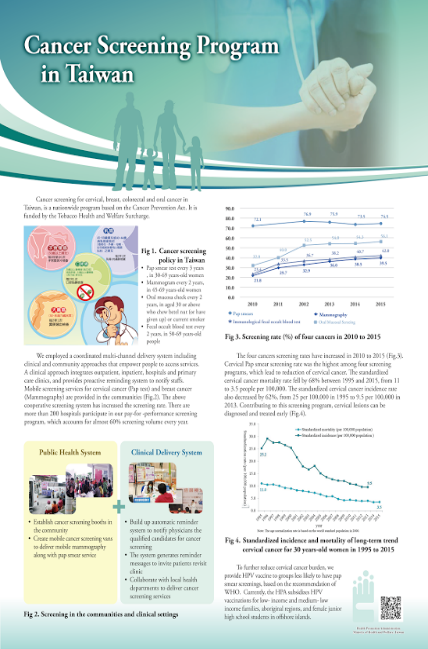 Cancer Screening Program
in Taiwan
Cancer screening for cervical, breast, colorectal and oral cancer in
Taiwan, is a nationwide program based on the Cancer Prevention Act. It is
funded by the Tobacco Health and Welfare Surcharge.
Fig 1. Cancer screening
policy in Taiwan
• Pap smear test every 3 years
, in 30-69 years-old women
• Mammogram every 2 years,
in 45-69 years-old women
• Oral mucosa check every 2
years, in aged 30 or above
who chew betel nut (or have
given up) or current smoker
• Fecal occult blood test every
2 years, in 50-69 years-old
people
We employed a coordinated multi-channel delivery system including
clinical and community approaches that empower people to access services.
A clinical approach integrates outpatient, inpatient, hospitals and primary
care clinics, and provides proactive reminding system to notify staffs.
Mobile screening services for cervical cancer (Pap test) and breast cancer
(Mammography) are provided in the communities (Fig.2). The above
cooperative screening system has increased the screening rate. There are
more than 200 hospitals participate in our pay-for-performance screening
program, which accounts for almost 60% screening volume every year.
Public Health System
• Establish cancer screening booths in
the community
• Create mobile cancer screening vans
to deliver mobile mammography
along with pap smear service
+
Clinical Delivery System
• Build up automatic reminder
system to notify physicians the
qualified candidates for cancer
screening
• The system generates reminder
messages to invite patients revisit
clinic
• Collaborate with local health
departments to deliver cancer
screening services
Fig 2. Screening in the communities and clinical settings
90.0
80.0
70.0
60.0
50.0
40.0
30.0
20.0
10.0
0.0
2010 2011 2012 2013 2014 2015
Pap smears
Mammography
Immunological fecal occult blood test
Oral Mucosal Screening
Fig 3. Screening rate (%) of four cancers in 2010 to 2015
The four cancers screening rates have increased in 2010 to 2015 (Fig.3).
Cervical Pap smear screening rate was the highest among four screening
programs, which lead to reduction of cervical cancer. The standardized
cervical cancer mortality rate fell by 68% between 1995 and 2015, from 11
to 3.5 people per 100,000. The standardized cervical cancer incidence rate
also decreased by 62%, from 25 per 100,000 in 1995 to 9.5 per 100,000 in
2013. Contributing to this screening program, cervical lesions can be
diagnosed and treated early (Fig.4).
Standardized mortality (per 100,000 population)
Standardized incidence (per 100,000 population)
Fig 4. Standardized incidence and mortality of long-term trend
cervical cancer for 30 years-old women in 1995 to 2015
To further reduce cervical cancer burden, we
provide HPV vaccine to groups less likely to have pap
smear screenings, based on the recommendation of
WHO. Currently, the HPA subsidizes HPV
vaccinations for low- income and medium- low
income families, aboriginal regions, and female junior
high school students of offshore islands.